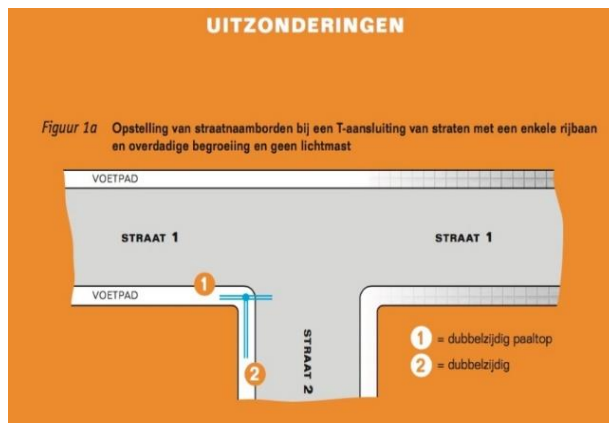 UITZONDERINGEN
Figuur 1a Opstelling van straatnaamborden bij een T-aansluiting van straten met een enkele rijbaan
en overdadige begroeiing en geen lichtmast
VOETPAD
STRAAT 1
STRAAT 1
1
VOETPAD
2
STRAAT 2
1 = dubbelzijdig paaltop
2 = dubbelzijdig